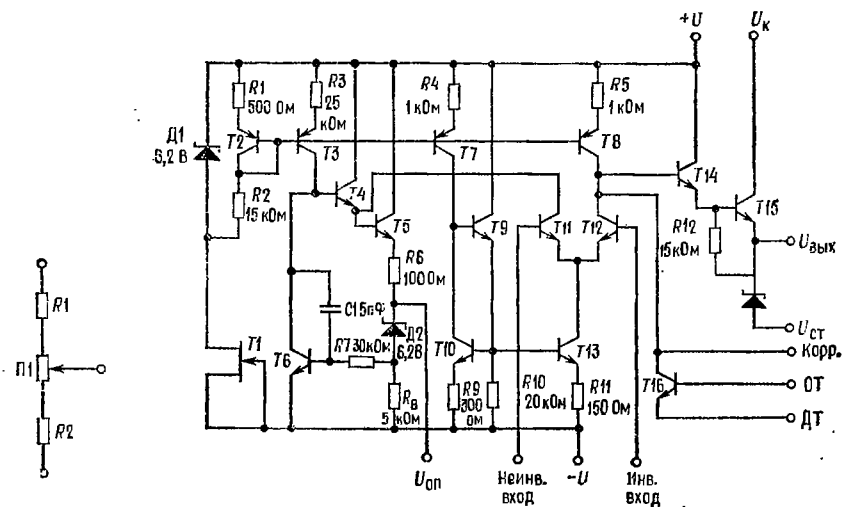 +U
Uк
R1
500 Ом
R3
25
кОм
R4
1 кОм
R5
1 кОм
Д1
6,2 В
T2
T3
T7
T8
R2
15 кОм
T4
T5
T9
T11
T12
T14
T15
R12
15 кОм
Uвых
R6
100 Ом
C1 5пФ
R7 30кОм
Д2
6,2В
T1
T6
T10
T13
R8
5 кОм
R9
300
Ом
R10
20 кОм
R11
150 Ом
Uст
Корр.
T16
ОТ
ДТ
R1
П1
R2
Uоп
Неинв.
вход
-U
Инв.
вход